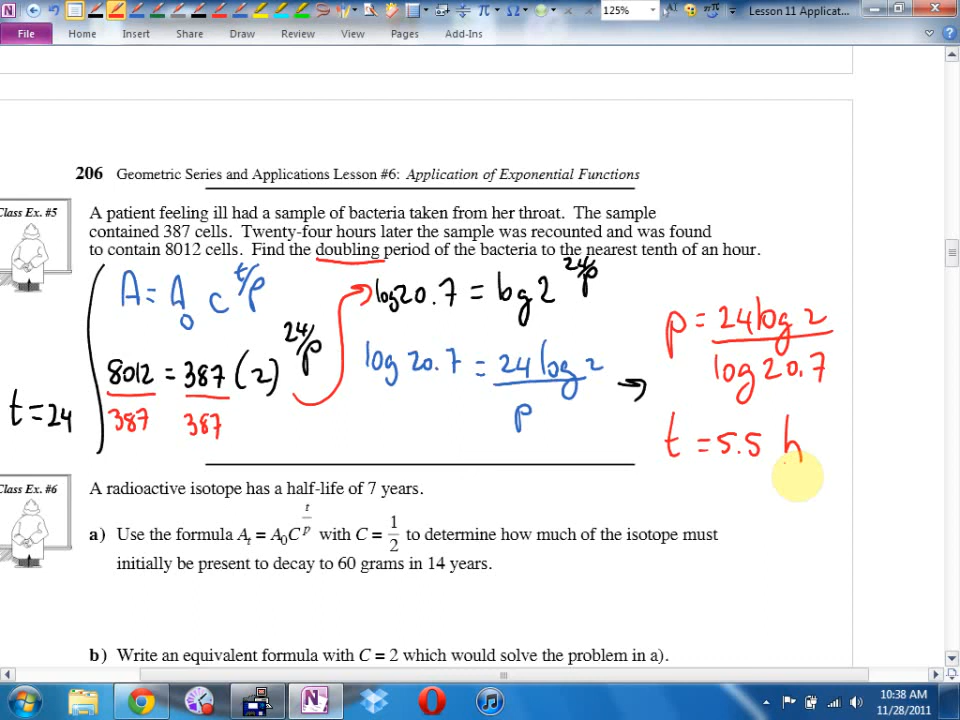 125%
Lesson 11 Applicat...
File Home Insert Share Draw Review View Pages Add-Ins
206 Geometric Series and Applications Lesson #6: Application of Exponential Functions
Class Ex. #5
A patient feeling ill had a sample of bacteria taken from her throat. The sample
contained 387 cells. Twenty-four hours later the sample was recounted and was found
to contain 8012 cells. Find the doubling period of the bacteria to the nearest tenth of an hour.
A = A₀ c^(t/p)
8012 = 387 (2)^(24/p)
387 387
t = 24
log 20.7 = log 2^(24/p)
log 20.7 = 24 log 2 / p
p = 24 log 2 / log 20.7
t = 5.5 h
Class Ex. #6
A radioactive isotope has a half-life of 7 years.
a) Use the formula Aₜ = A₀C^(t/p) with C = 1/2 to determine how much of the isotope must
initially be present to decay to 60 grams in 14 years.
b) Write an equivalent formula with C = 2 which would solve the problem in a).
10:38 AM
11/28/2011